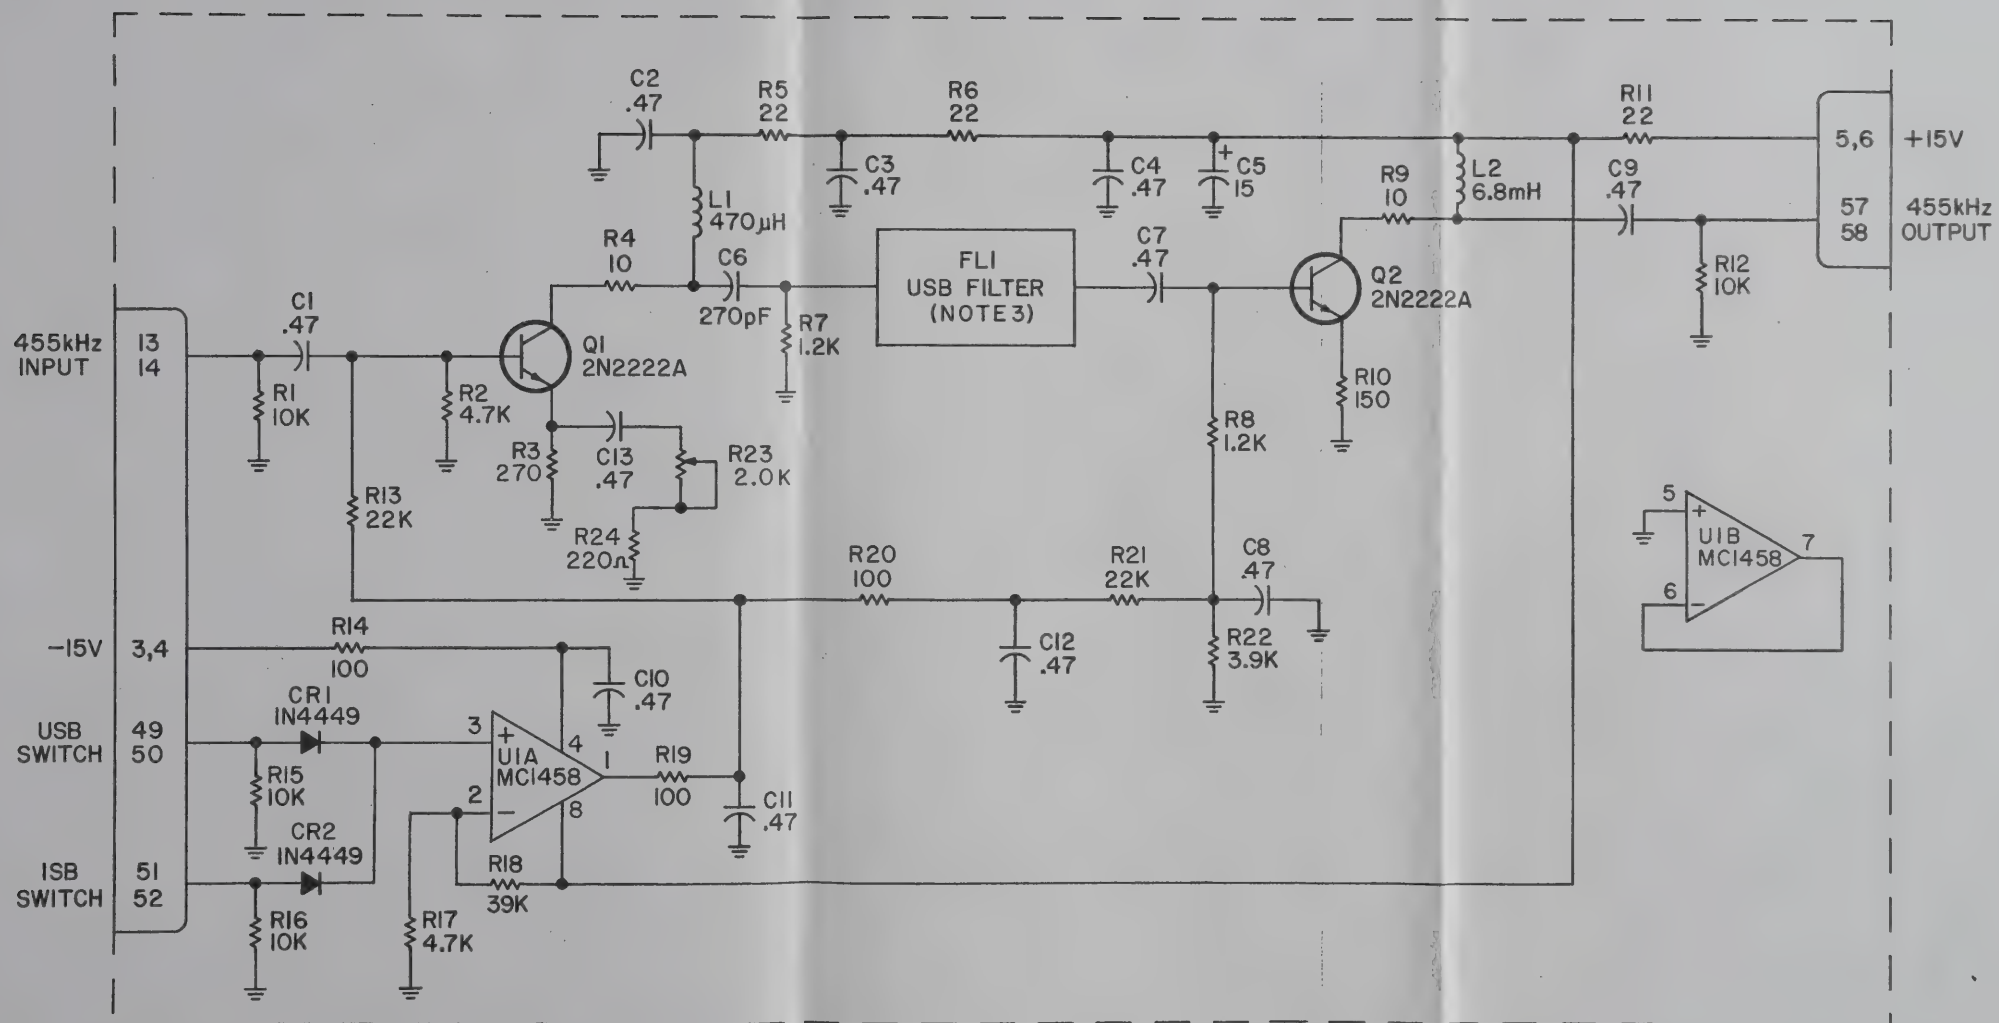 C2
.47
R5
22
R6
22
R11
22
5,6
+15V
C3
.47
C4
.47
+
C5
15
R9
10
L2
6.8mH
C9
.47
57
58
455kHz
OUTPUT
L1
470µH
R4
10
C6
270pF
FL1
USB FILTER
(NOTE 3)
C7
.47
Q2
2N2222A
R12
10K
C1
.47
R7
1.2K
455kHz
INPUT
13
14
Q1
2N2222A
R1
10K
R2
4.7K
R10
150
R8
1.2K
R3
270
C13
.47
R23
2.0K
R13
22K
R24
220Ω
5
+
U1B
MC1458
7
6
−
R20
100
R21
22K
C8
.47
−15V
3,4
R14
100
C12
.47
R22
3.9K
C10
.47
CR1
1N4449
USB
SWITCH
49
50
3
+
4
U1A
MC1458
1
R19
100
R15
10K
2
−
8
C11
.47
CR2
1N4449
ISB
SWITCH
51
52
R18
39K
R16
10K
R17
4.7K